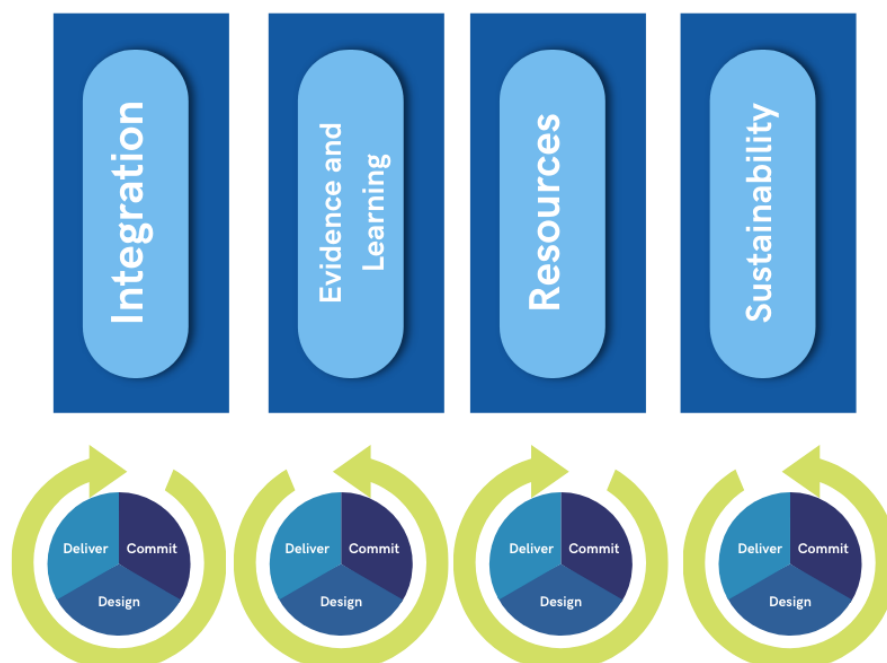 Integration
Evidence and
Learning
Resources
Sustainability
Deliver
Commit
Design
Deliver
Commit
Design
Deliver
Commit
Design
Deliver
Commit
Design